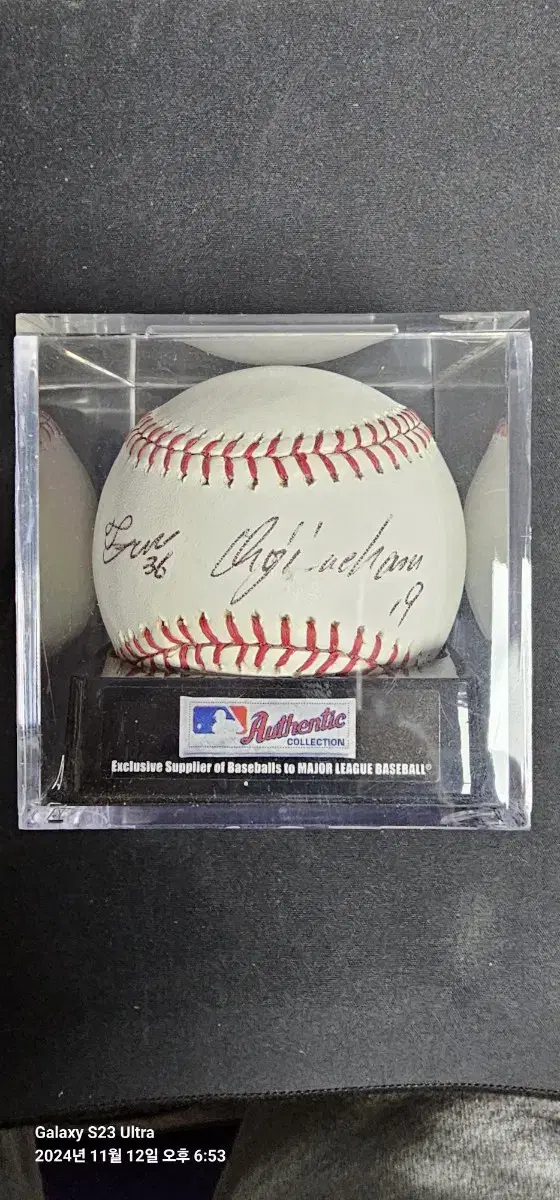 36
19
Authentic
COLLECTION
Exclusive Supplier of Baseballs to MAJOR LEAGUE BASEBALL®
Galaxy S23 Ultra
2024년 11월 12일 오후 6:53